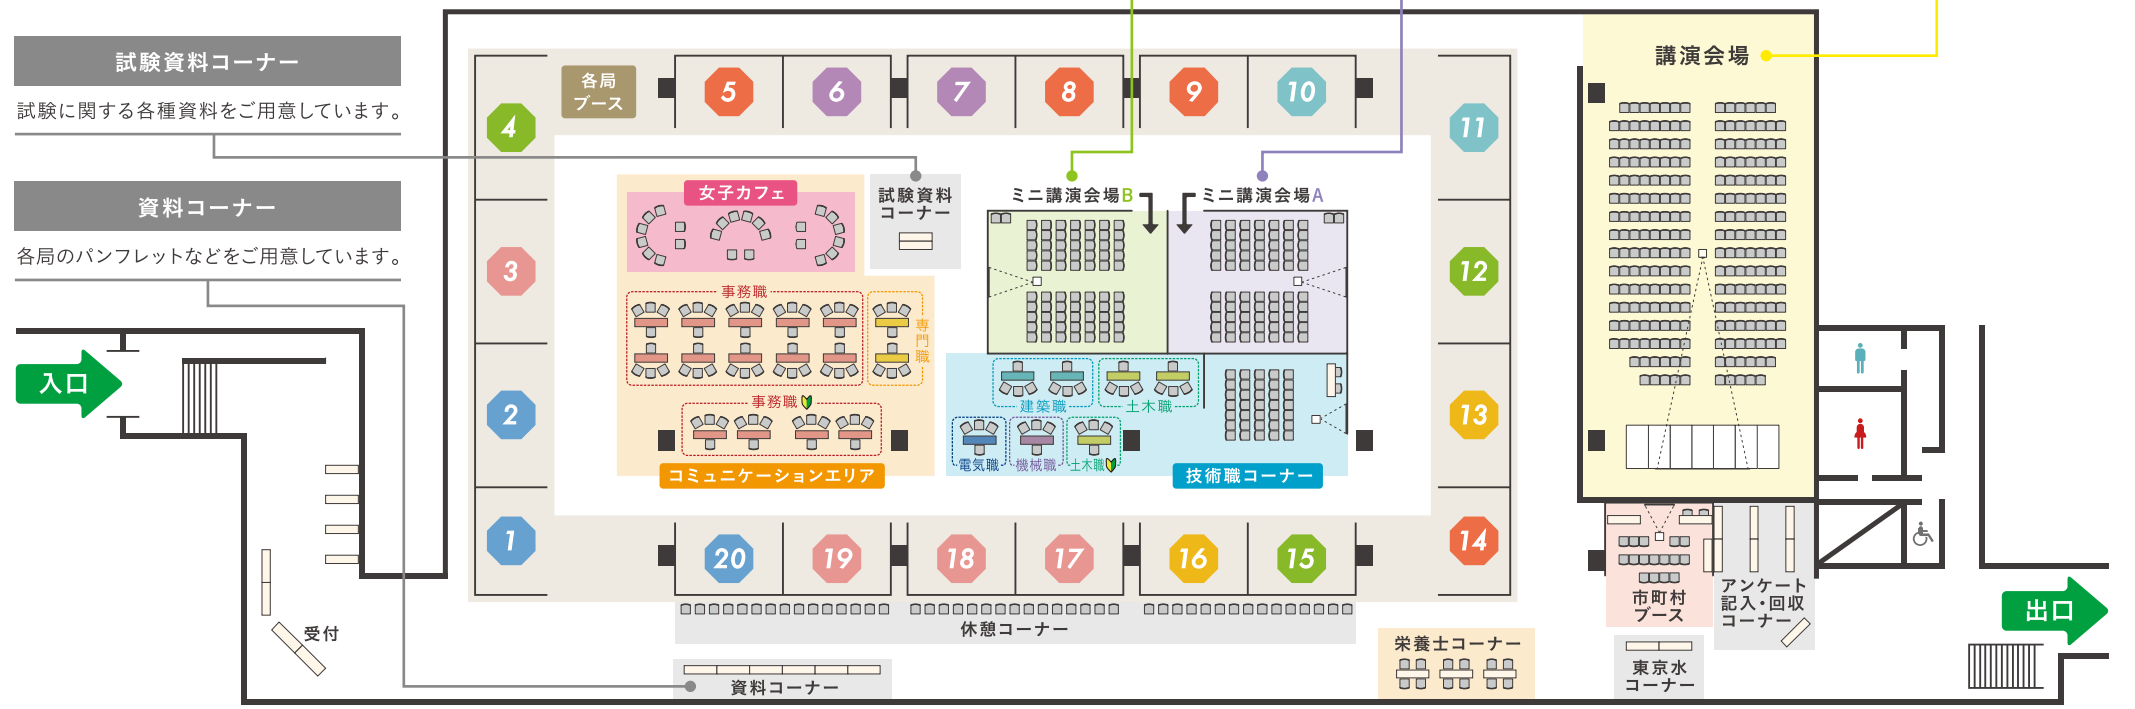 試験資料コーナー
試験に関する各種資料をご用意しています。
資料コーナー
各局のパンフレットなどをご用意しています。
入口
受付
各局
ブース
4
3
2
1
5
6
7
8
9
10
11
12
13
14
20
19
18
17
16
15
女子カフェ
試験資料
コーナー
ミニ講演会場B
ミニ講演会場A
事務職
専門職
事務職
コミュニケーションエリア
建築職
土木職
電気職
機械職
土木職
技術職コーナー
休憩コーナー
資料コーナー
栄養士コーナー
講演会場
市町村
ブース
アンケート
記入・回収
コーナー
東京水
コーナー
出口